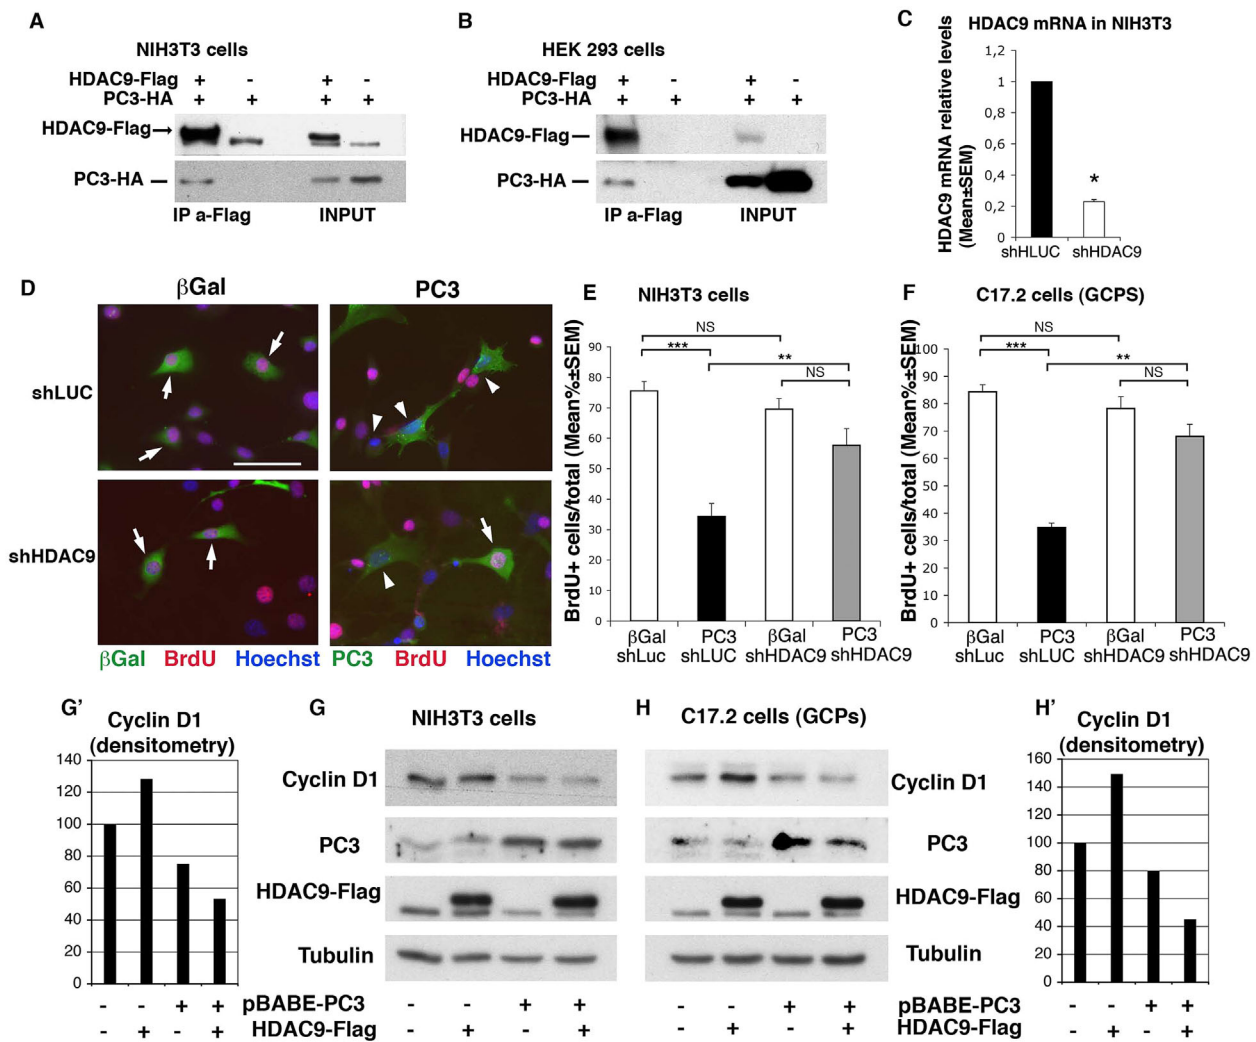 A
NIH3T3 cells
HDAC9-Flag + - + -
PC3-HA + + + +
HDAC9-Flag
PC3-HA
IP a-Flag INPUT
B
HEK 293 cells
HDAC9-Flag + - + -
PC3-HA + + + +
HDAC9-Flag
PC3-HA
IP a-Flag INPUT
C
HDAC9 mRNA in NIH3T3
HDAC9 mRNA relative levels
(Mean±SEM)
1,2
1
0,8
0,6
0,4
0,2
0
*
shHLUC shHDAC9
D
βGal PC3
shLUC
shHDAC9
βGal BrdU Hoechst PC3 BrdU Hoechst
E
NIH3T3 cells
BrdU+ cells/total (Mean%±SEM)
NS
***
**
NS
90
80
70
60
50
40
30
20
10
0
βGal PC3 βGal PC3
shLuc shLUC shHDAC9 shHDAC9
F
C17.2 cells (GCPS)
BrdU+ cells/total (Mean%±SEM)
NS
***
**
NS
100
90
80
70
60
50
40
30
20
10
0
βGal PC3 βGal PC3
shLuc shLUC shHDAC9 shHDAC9
G’
Cyclin D1
(densitometry)
140
120
100
80
60
40
20
0
- - + +
- + - +
G
NIH3T3 cells
Cyclin D1
PC3
HDAC9-Flag
Tubulin
pBABE-PC3 - - + +
HDAC9-Flag - + - +
H
C17.2 cells (GCPs)
Cyclin D1
PC3
HDAC9-Flag
Tubulin
- - + + pBABE-PC3
- + - + HDAC9-Flag
H’
Cyclin D1
(densitometry)
160
140
120
100
80
60
40
20
0
- - + +
- + - +